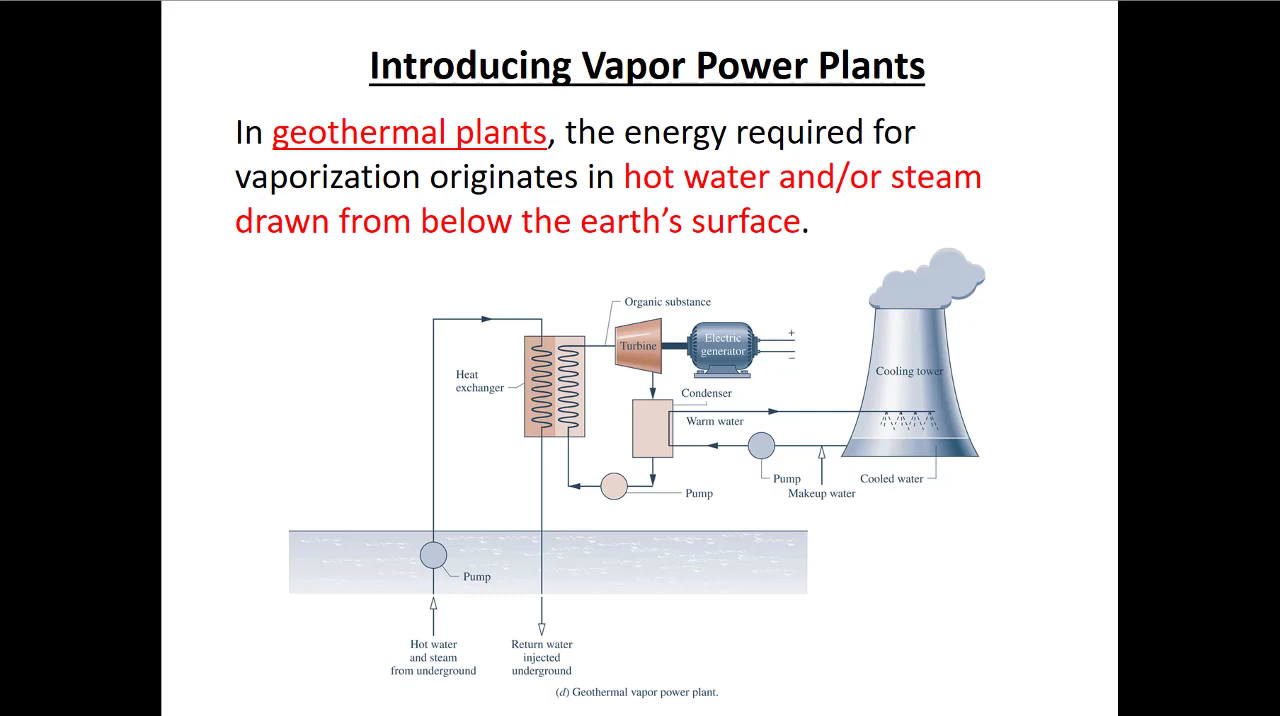 Introducing Vapor Power Plants
In geothermal plants, the energy required for
vaporization originates in hot water and/or steam
drawn from below the earth’s surface.
Organic substance
Turbine
Electric
generator
+
−
Heat
exchanger
Condenser
Cooling tower
Warm water
Pump
Pump
Makeup water
Cooled water
Pump
Hot water
and steam
from underground
Return water
injected
underground
(d) Geothermal vapor power plant.